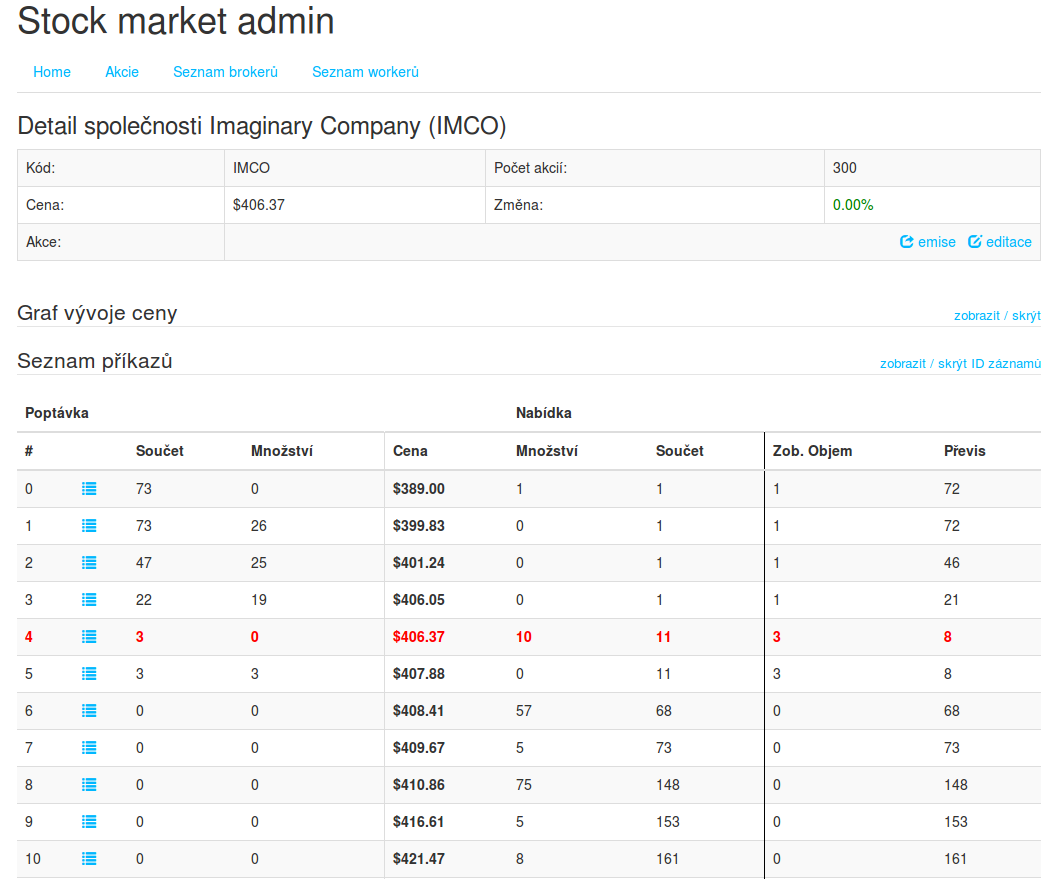 Stock market admin
Home Akcie Seznam brokerů Seznam workerů
Detail společnosti Imaginary Company (IMCO)
Kód: IMCO Počet akcií: 300
Cena: $406.37 Změna: 0.00%
Akce: emise editace
Graf vývoje ceny zobrazit / skrýt
Seznam příkazů zobrazit / skrýt ID záznamů
Poptávka Nabídka
# Součet Množství Cena Množství Součet Zob. Objem Převis
0 73 0 $389.00 1 1 1 72
1 73 26 $399.83 0 1 1 72
2 47 25 $401.24 0 1 1 46
3 22 19 $406.05 0 1 1 21
4 3 0 $406.37 10 11 3 8
5 3 3 $407.88 0 11 3 8
6 0 0 $408.41 57 68 0 68
7 0 0 $409.67 5 73 0 73
8 0 0 $410.86 75 148 0 148
9 0 0 $416.61 5 153 0 153
10 0 0 $421.47 8 161 0 161